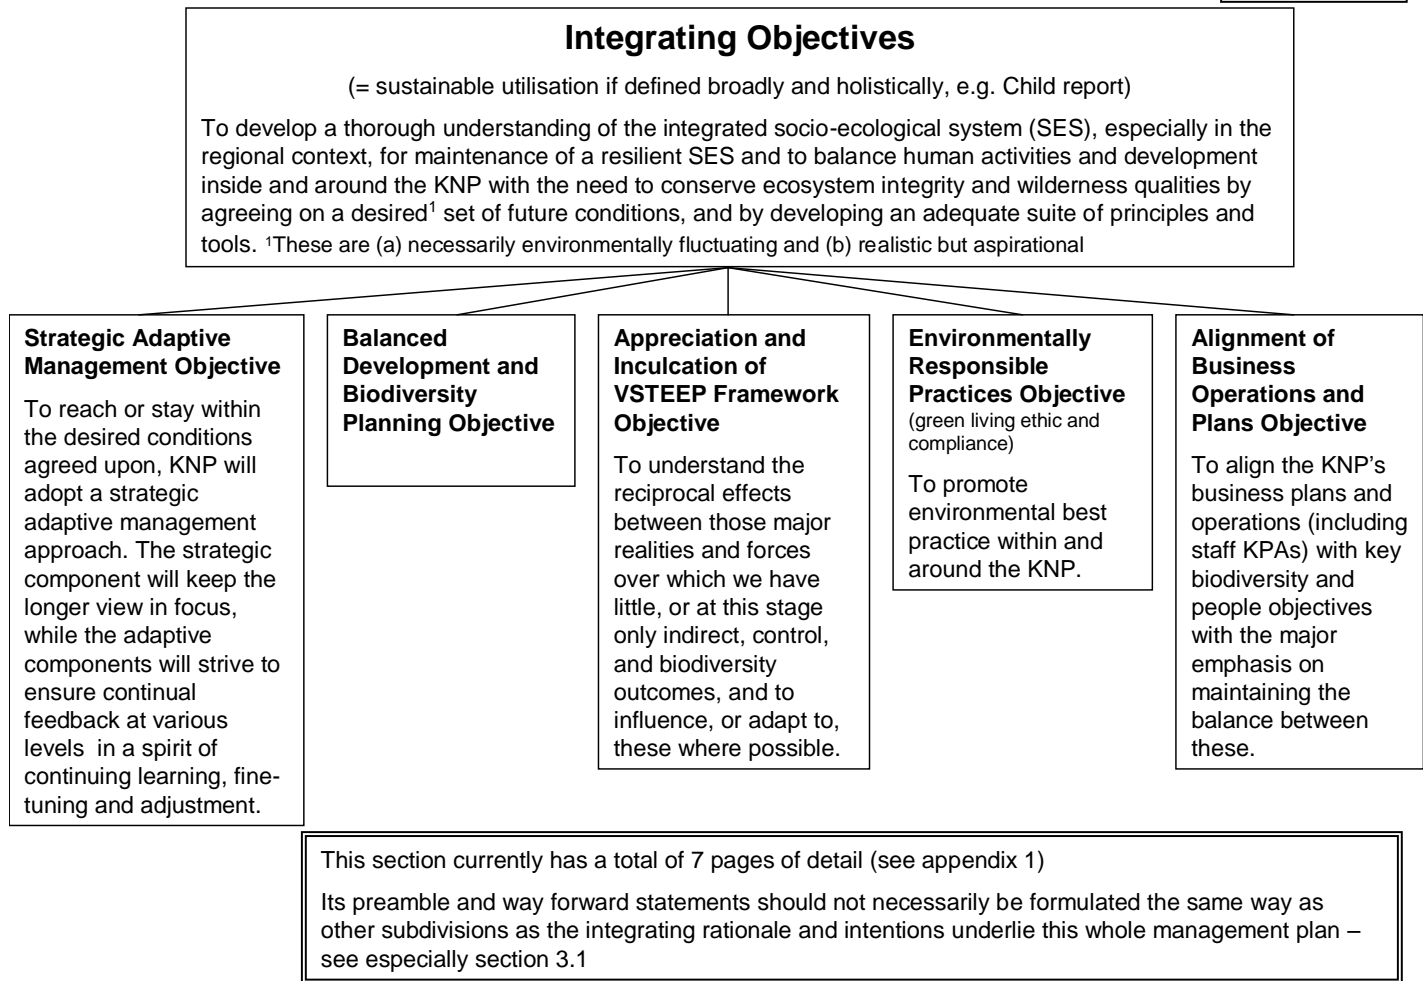 Integrating Objectives
(= sustainable utilisation if defined broadly and holistically, e.g. Child report)
To develop a thorough understanding of the integrated socio-ecological system (SES), especially in the
regional context, for maintenance of a resilient SES and to balance human activities and development
inside and around the KNP with the need to conserve ecosystem integrity and wilderness qualities by
agreeing on a desired¹ set of future conditions, and by developing an adequate suite of principles and
tools. ¹These are (a) necessarily environmentally fluctuating and (b) realistic but aspirational
Strategic Adaptive
Management Objective
To reach or stay within
the desired conditions
agreed upon, KNP will
adopt a strategic
adaptive management
approach. The strategic
component will keep the
longer view in focus,
while the adaptive
components will strive to
ensure continual
feedback at various
levels in a spirit of
continuing learning, fine-
tuning and adjustment.
Balanced
Development and
Biodiversity
Planning Objective
Appreciation and
Inculcation of
VSTEEP Framework
Objective
To understand the
reciprocal effects
between those major
realities and forces
over which we have
little, or at this stage
only indirect, control,
and biodiversity
outcomes, and to
influence, or adapt to,
these where possible.
Environmentally
Responsible
Practices Objective
(green living ethic and
compliance)
To promote
environmental best
practice within and
around the KNP.
Alignment of
Business
Operations and
Plans Objective
To align the KNP's
business plans and
operations (including
staff KPAs) with key
biodiversity and
people objectives
with the major
emphasis on
maintaining the
balance between
these.
This section currently has a total of 7 pages of detail (see appendix 1)
Its preamble and way forward statements should not necessarily be formulated the same way as
other subdivisions as the integrating rationale and intentions underlie this whole management plan –
see especially section 3.1